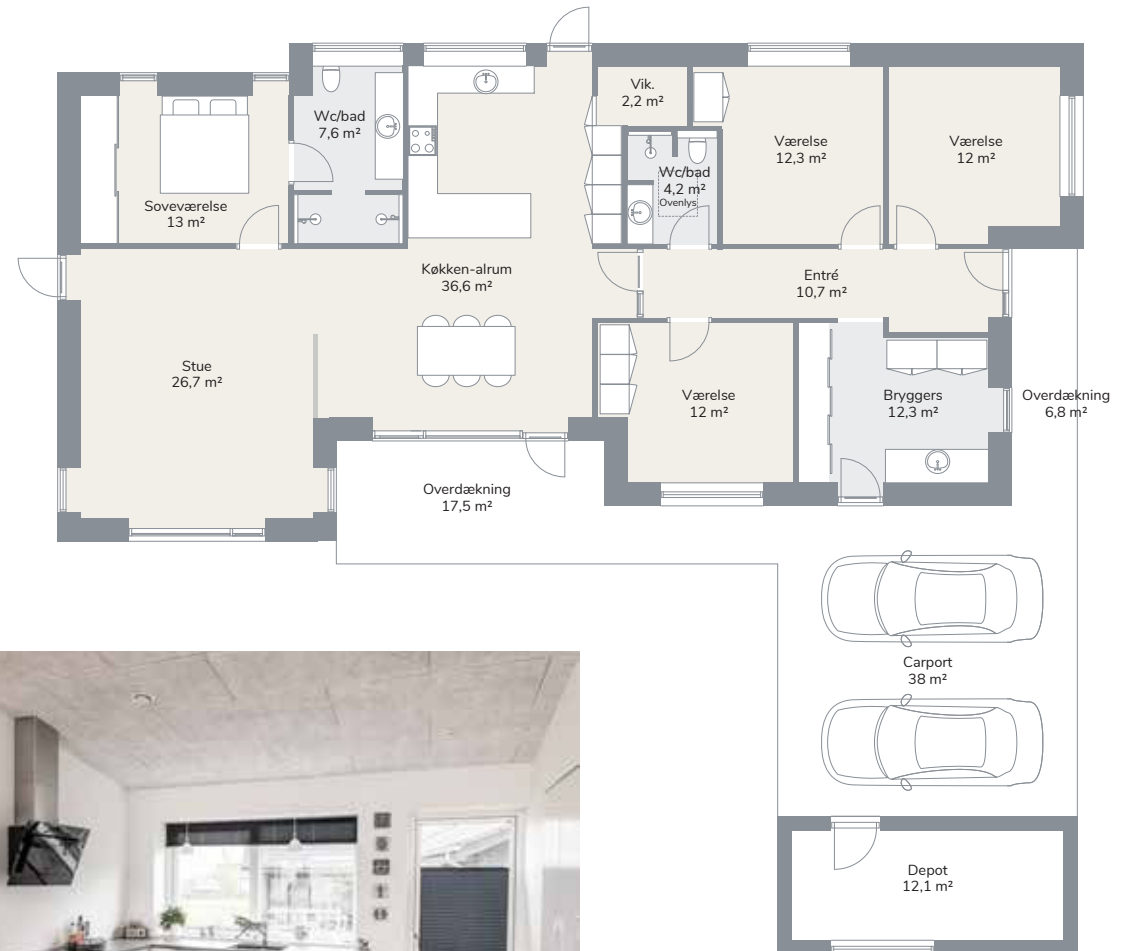 Vik.
2,2 m²
Wc/bad
7,6 m²
Værelse
12,3 m²
Værelse
12 m²
Wc/bad
4,2 m²
Ovenlys
Soveværelse
13 m²
Køkken-alrum
36,6 m²
Entré
10,7 m²
Stue
26,7 m²
Værelse
12 m²
Bryggers
12,3 m²
Overdækning
6,8 m²
Overdækning
17,5 m²
Carport
38 m²
Depot
12,1 m²